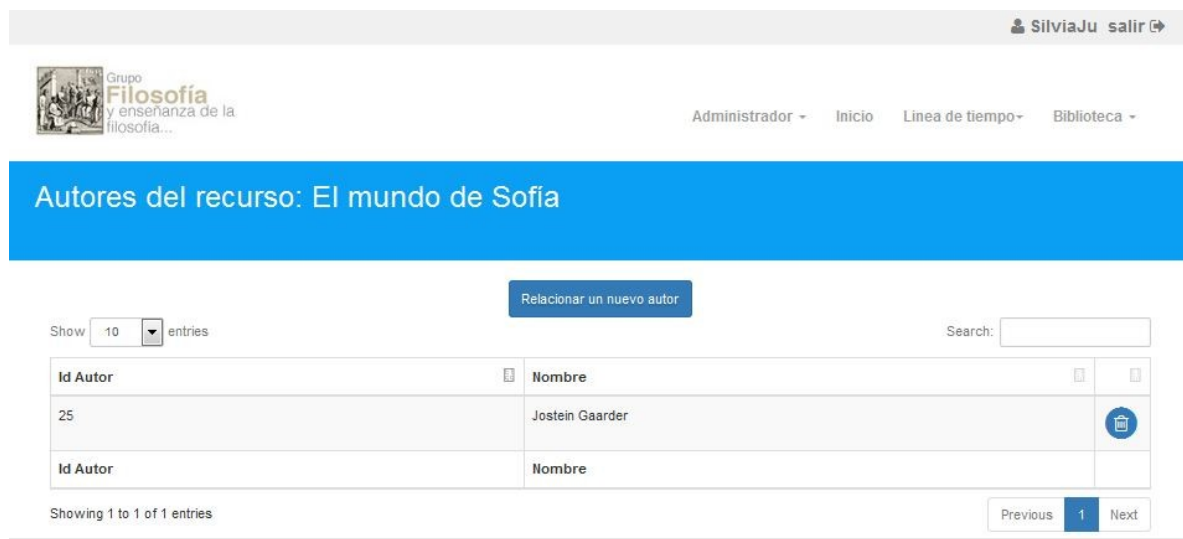 SilviaJu salir
Grupo
Filosofía
y enseñanza de la
filosofía...
Administrador Inicio Linea de tiempo Biblioteca
Autores del recurso: El mundo de Sofía
Relacionar un nuevo autor
Show 10 entries Search:
Id Autor Nombre
25 Jostein Gaarder
Id Autor Nombre
Showing 1 to 1 of 1 entries Previous 1 Next